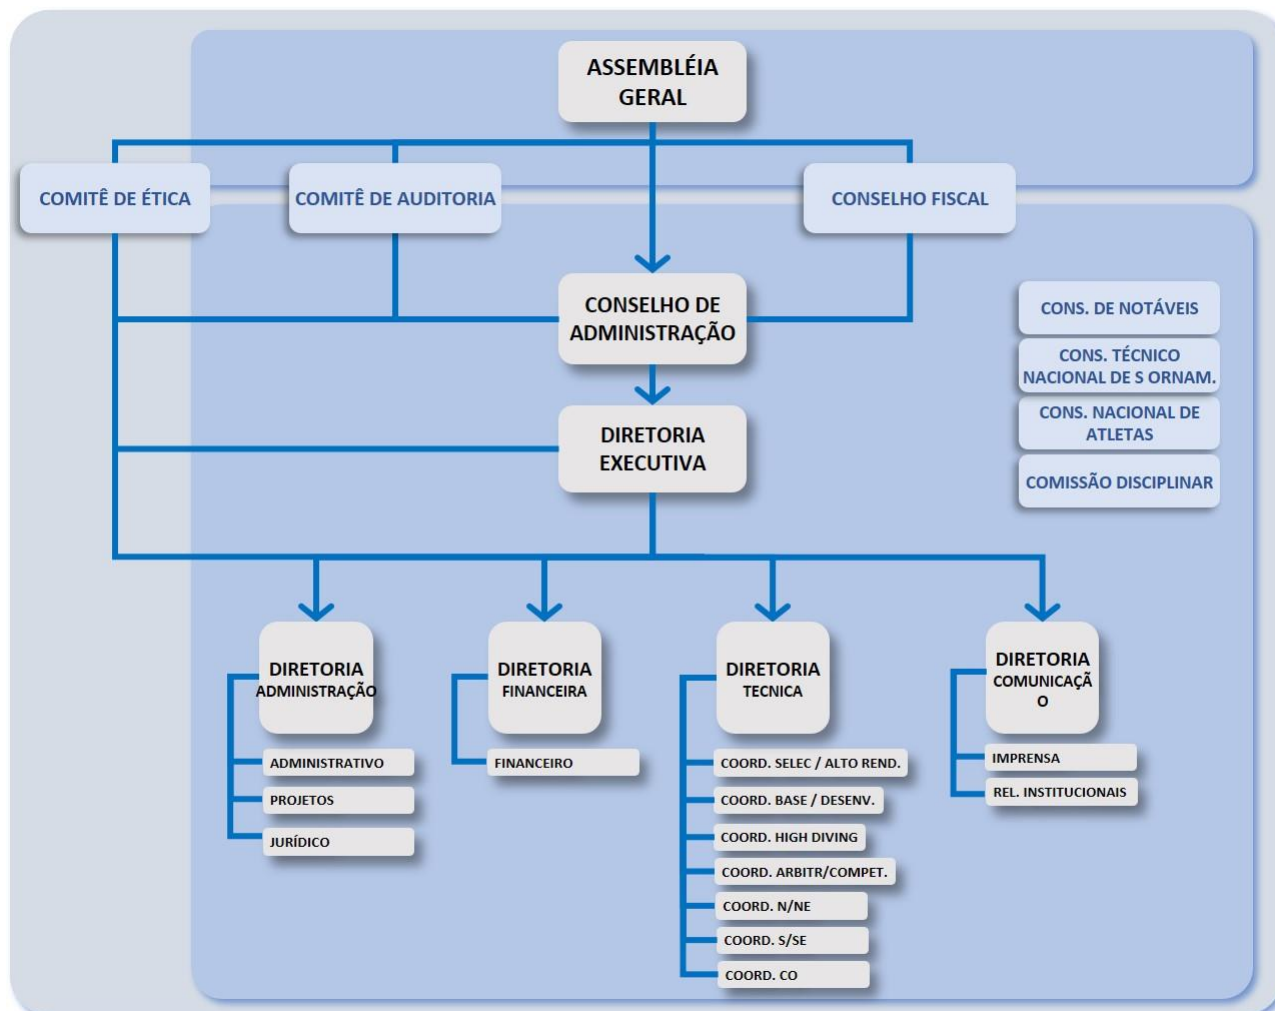 ASSEMBLÉIA
GERAL
COMITÊ DE ÉTICA
COMITÊ DE AUDITORIA
CONSELHO FISCAL
CONSELHO DE
ADMINISTRAÇÃO
CONS. DE NOTÁVEIS
CONS. TÉCNICO
NACIONAL DE S ORNAM.
CONS. NACIONAL DE
ATLETAS
COMISSÃO DISCIPLINAR
DIRETORIA
EXECUTIVA
DIRETORIA
ADMINISTRAÇÃO
ADMINISTRATIVO
PROJETOS
JURÍDICO
DIRETORIA
FINANCEIRA
FINANCEIRO
DIRETORIA
TECNICA
COORD. SELEC / ALTO REND.
COORD. BASE / DESENV.
COORD. HIGH DIVING
COORD. ARBITR/COMPET.
COORD. N/NE
COORD. S/SE
COORD. CO
DIRETORIA
COMUNICAÇÃ
O
IMPRENSA
REL. INSTITUCIONAIS